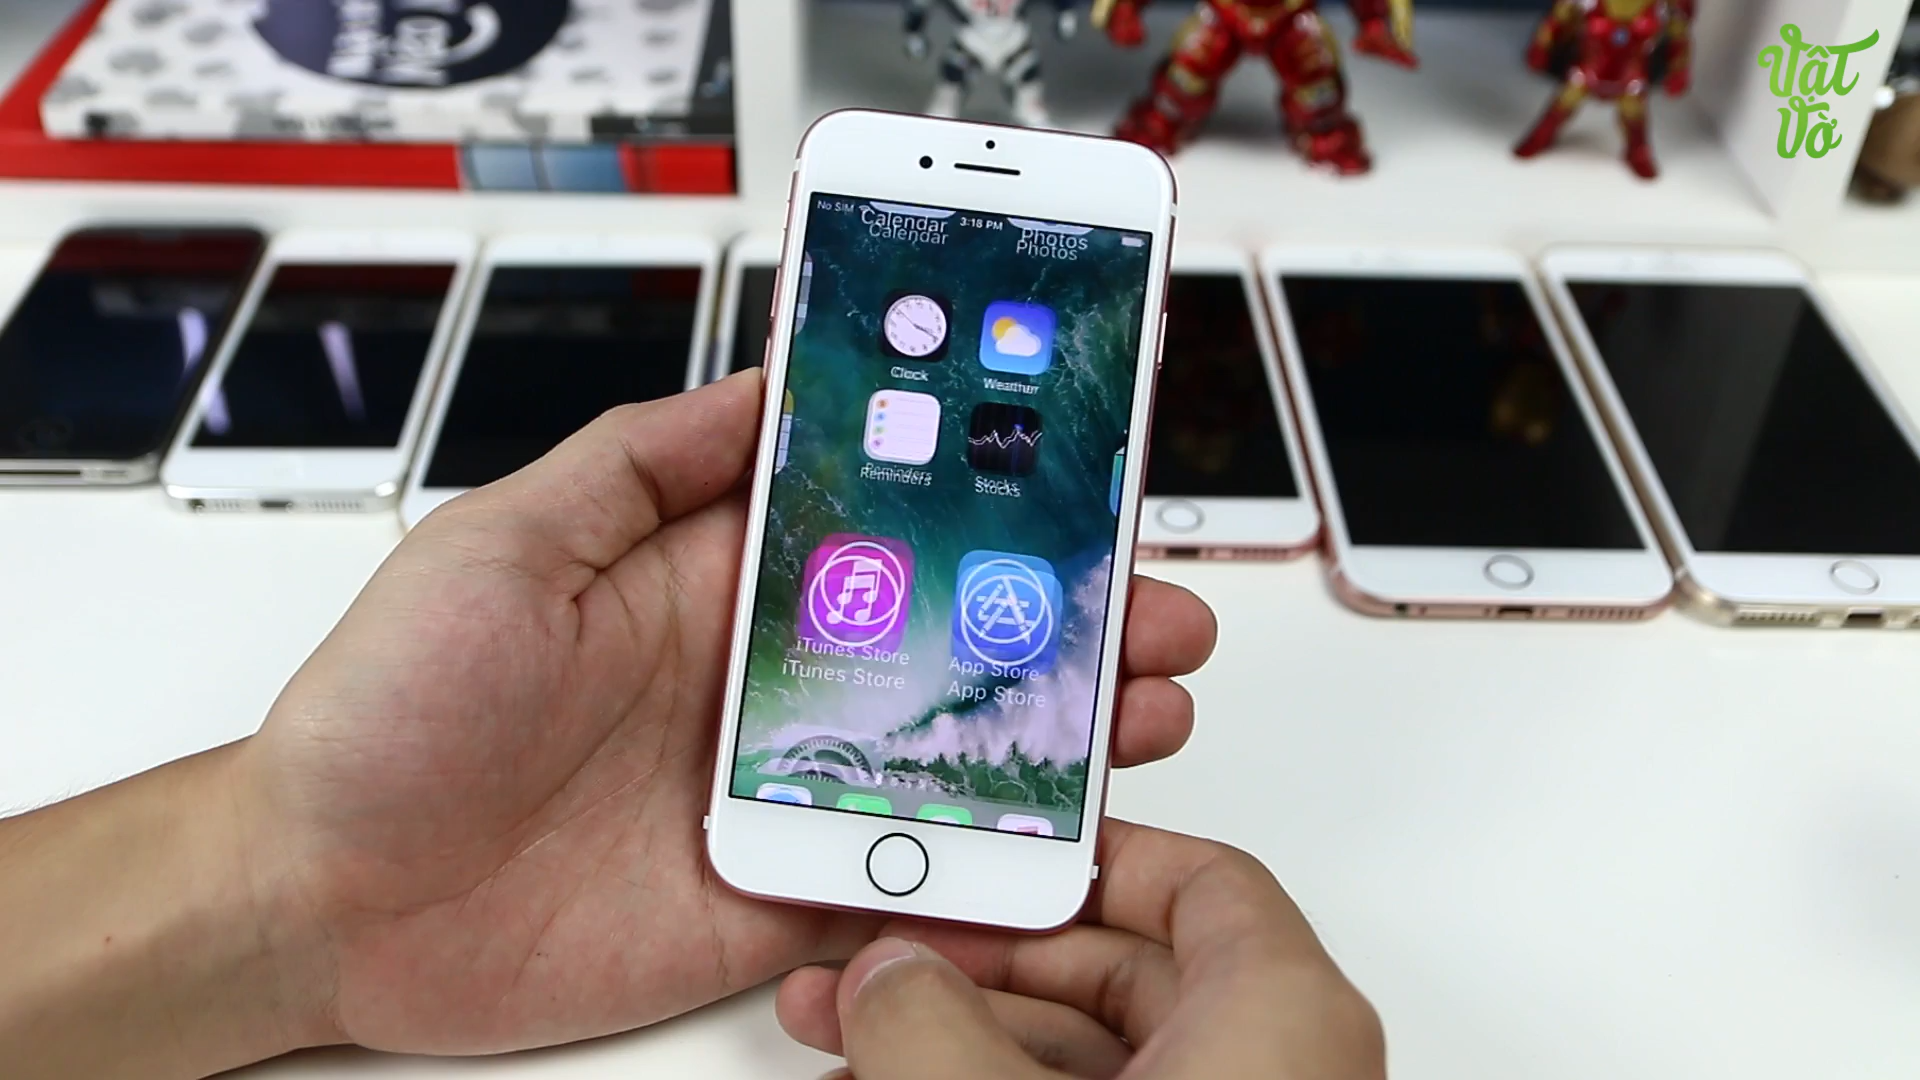 Vật
Vờ
No SIM
3:18 PM
Calendar
Calendar
Photos
Photos
Clock
Weather
Reminders
Reminders
Stocks
Stocks
iTunes Store
iTunes Store
App Store
App Store